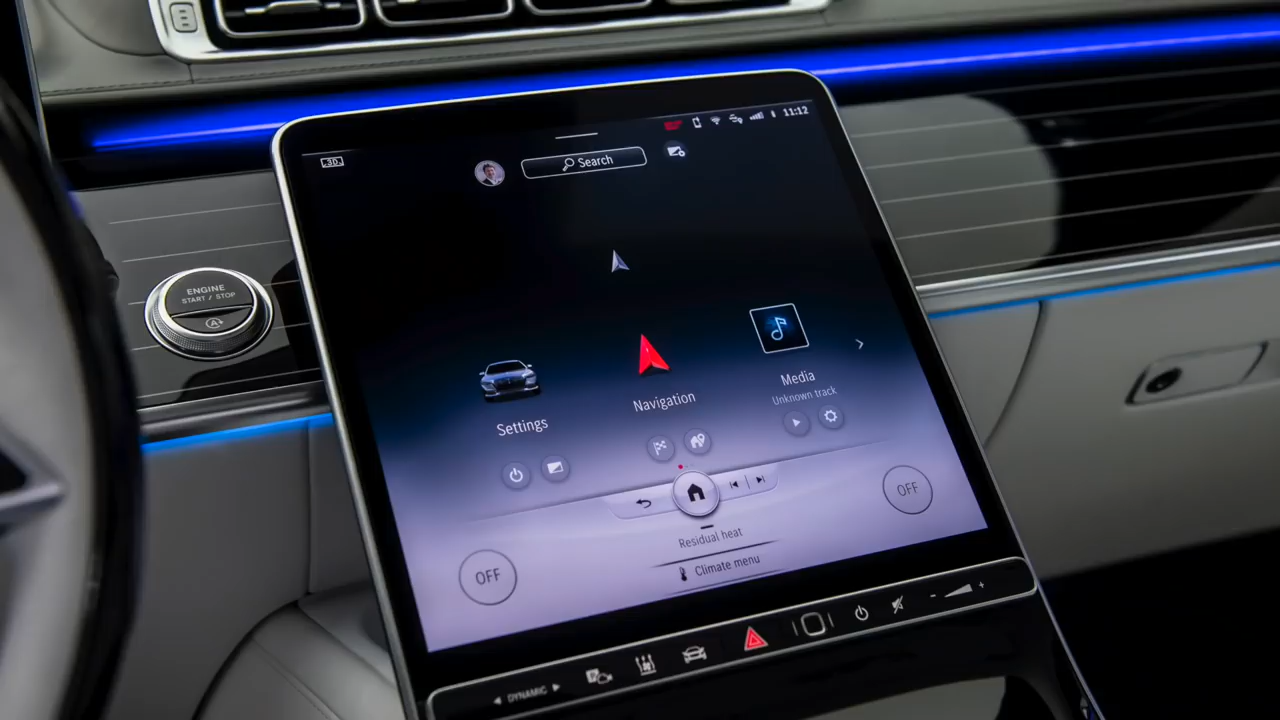 11:12
3D
Search
ENGINE
START / STOP
A
Settings
Navigation
Media
Unknown track
OFF
OFF
Residual heat
Climate menu
DYNAMIC